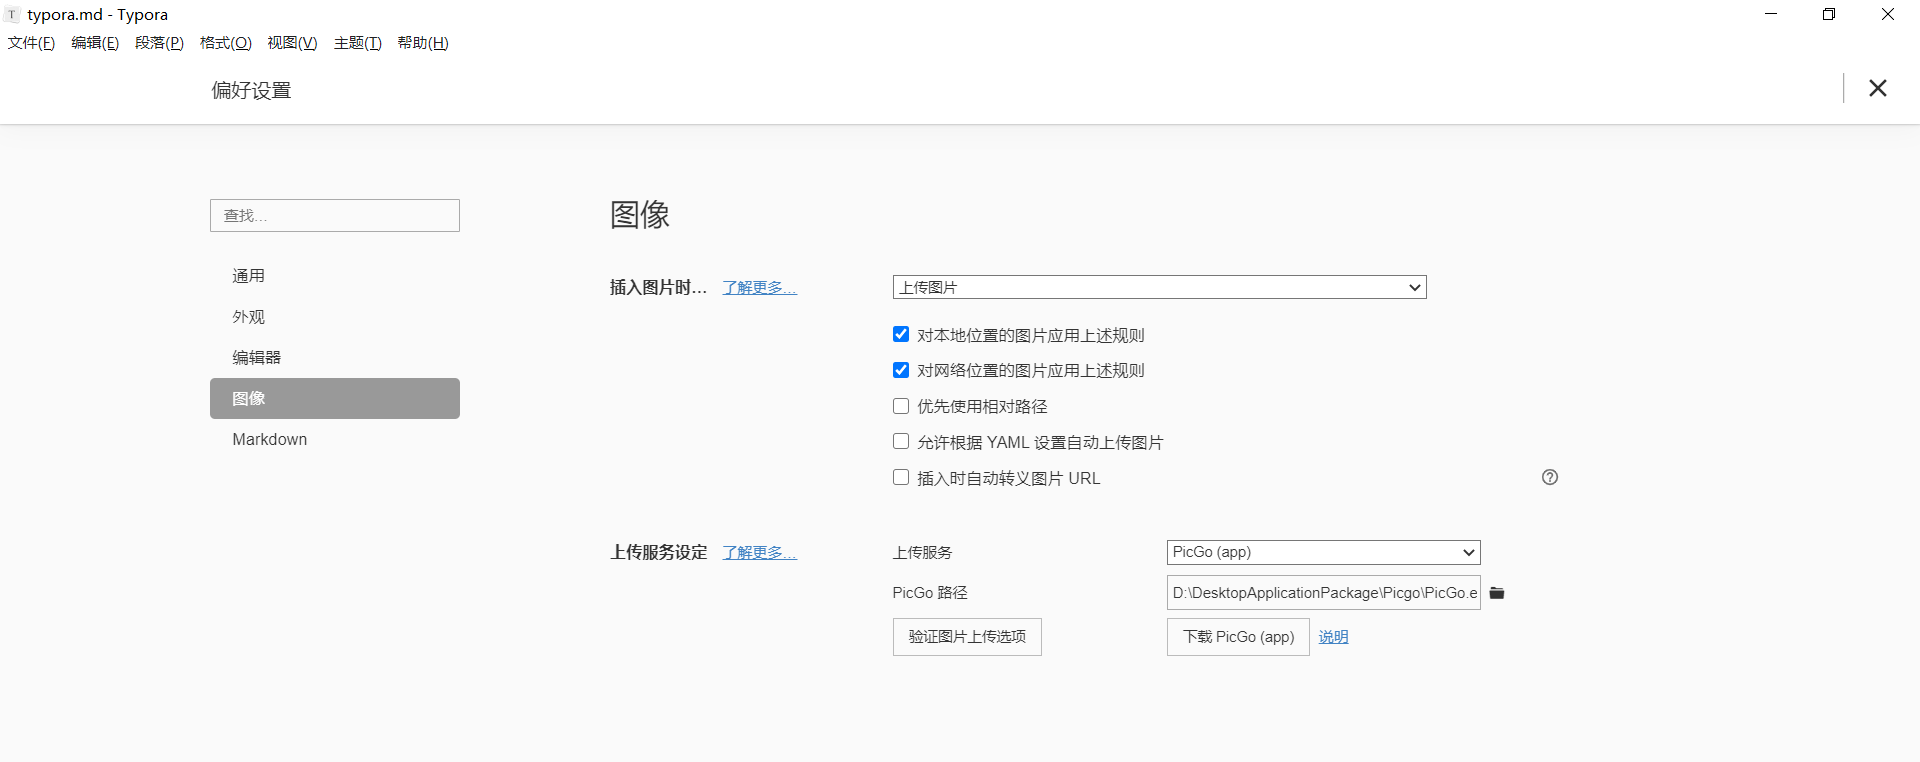 typora.md - Typora
文件(F) 编辑(E) 段落(P) 格式(O) 视图(V) 主题(T) 帮助(H)
偏好设置
查找...
通用
外观
编辑器
图像
Markdown
图像
插入图片时... 了解更多... 上传图片
对本地位置的图片应用上述规则
对网络位置的图片应用上述规则
优先使用相对路径
允许根据 YAML 设置自动上传图片
插入时自动转义图片 URL
上传服务设定 了解更多... 上传服务 PicGo (app)
PicGo 路径 D:\DesktopApplicationPackage\Picgo\PicGo.e
验证图片上传选项 下载 PicGo (app) 说明